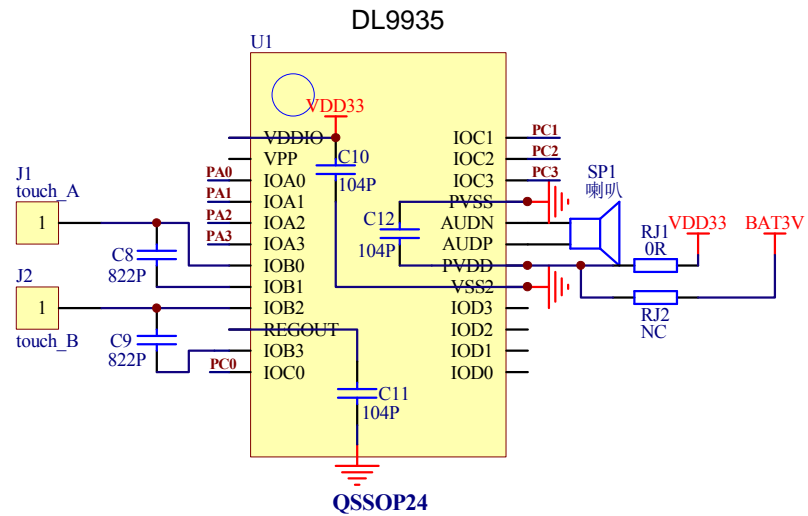 DL9935
U1
VDD33
VDDIO
VPP
PA0
IOA0
PA1
IOA1
PA2
IOA2
PA3
IOA3
IOB0
IOB1
IOB2
REGOUT
IOB3
PC0
IOC0
C10
104P
C12
104P
C11
104P
J1
touch_A
1
C8
822P
J2
1
touch_B
C9
822P
IOC1
PC1
IOC2
PC2
IOC3
PC3
PVSS
AUDN
AUDP
PVDD
VSS2
IOD3
IOD2
IOD1
IOD0
SP1
喇叭
RJ1
0R
VDD33
BAT3V
RJ2
NC
QSSOP24